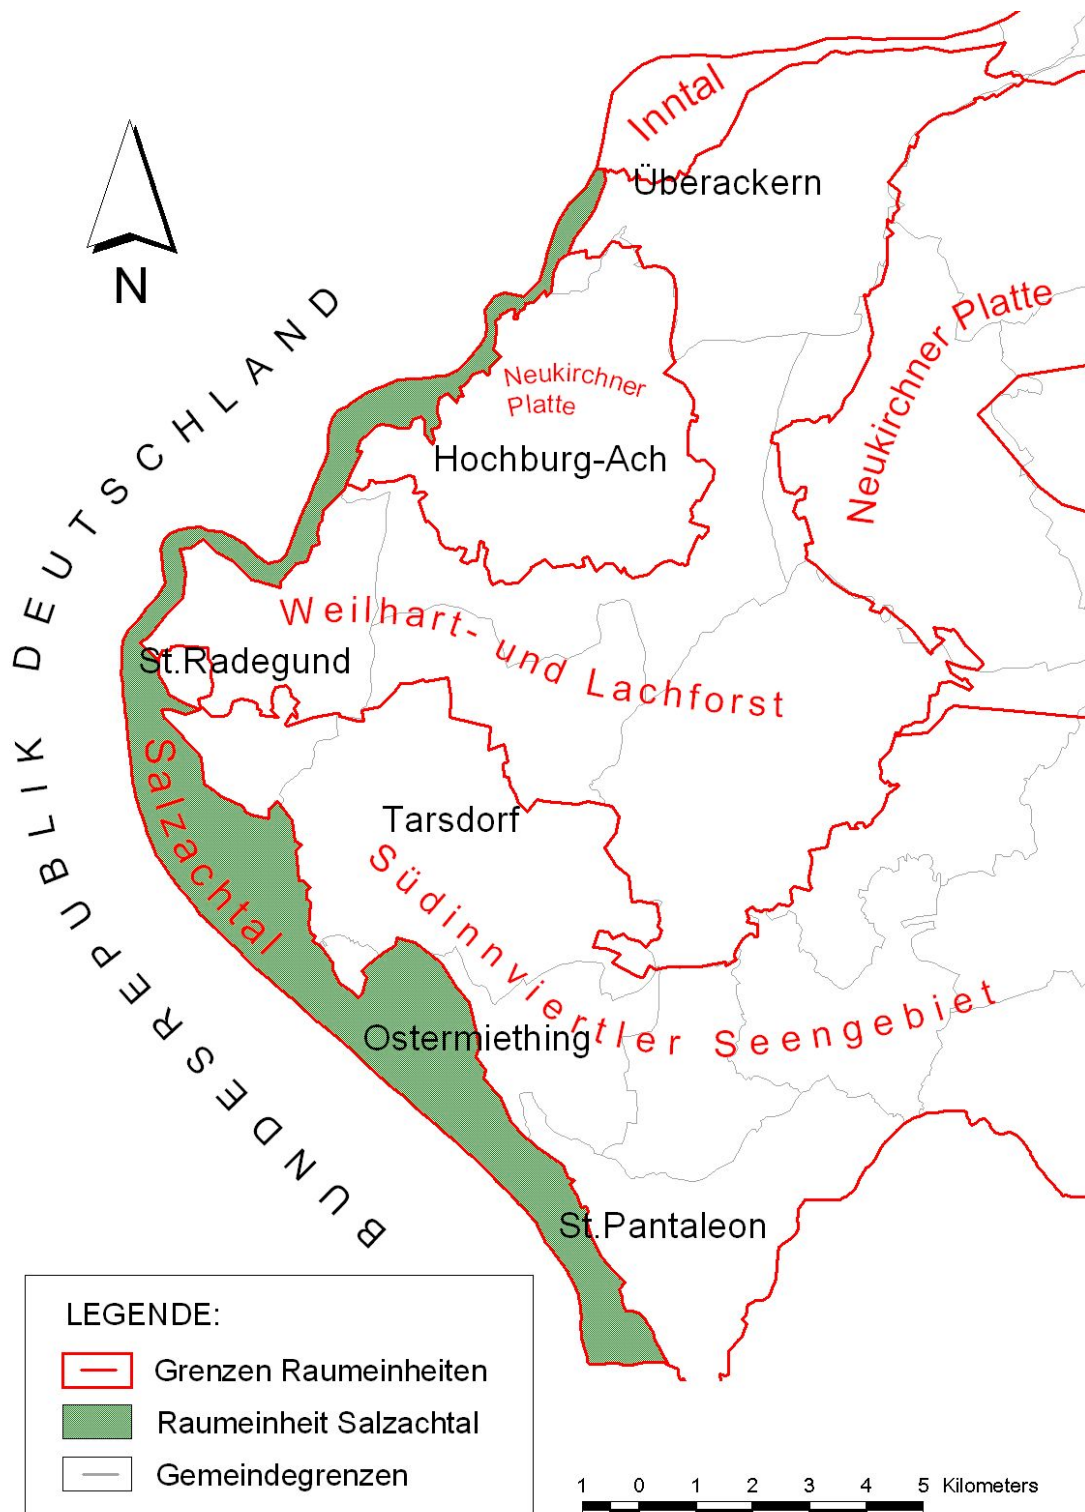 Inntal
Überackern
N
Neukirchner Platte
Neukirchner
Platte
Hochburg-Ach
BUNDESREPUBLIK DEUTSCHLAND
Weilhart- und Lachforst
St.Radegund
Salzachtal
Tarsdorf
Südinnviertler Seengebiet
Ostermiething
St.Pantaleon
LEGENDE:
Grenzen Raumeinheiten
Raumeinheit Salzachtal
Gemeindegrenzen
1 0 1 2 3 4 5 Kilometers